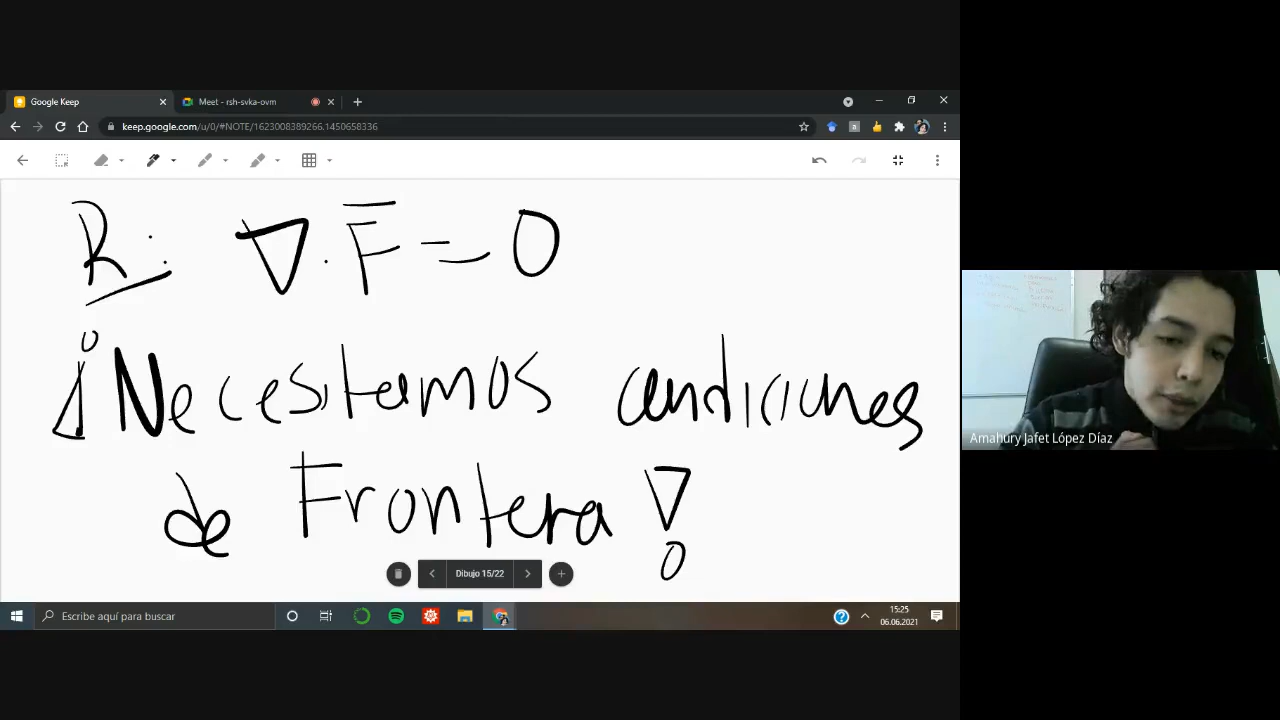 Google Keep
Meet - rsh-svka-ovm
keep.google.com/u/0/#NOTE/1623008389266.1450658336
R: ∇·F̅ = 0
¡Necesitamos condiciones
de Frontera!
Dibujo 15/22
Amahury Jafet López Díaz
Escribe aquí para buscar
15:25
06.06.2021